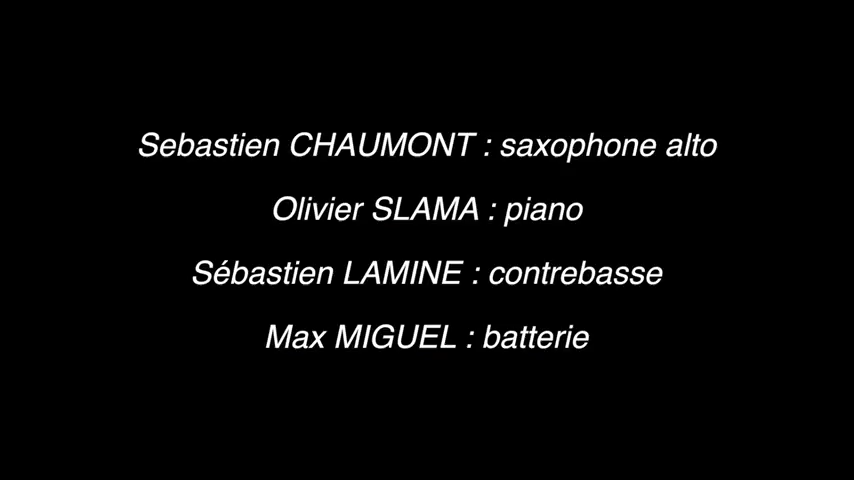 Sebastien CHAUMONT : saxophone alto
Olivier SLAMA : piano
Sébastien LAMINE : contrebasse
Max MIGUEL : batterie